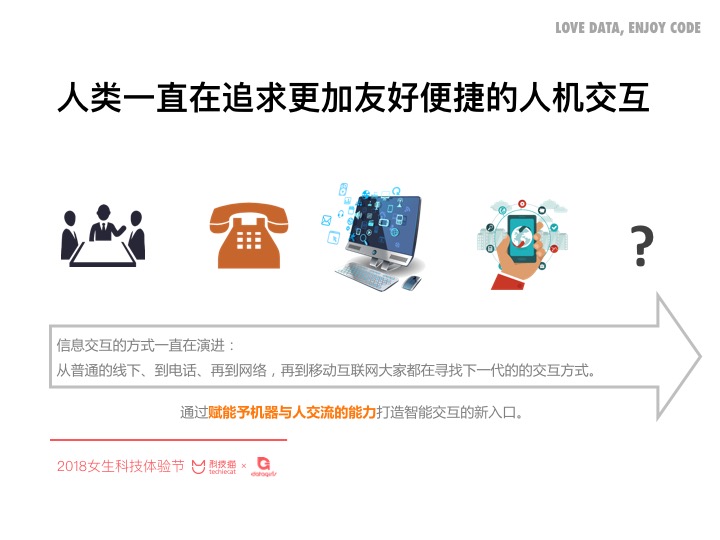 LOVE DATA, ENJOY CODE
人类一直在追求更加友好便捷的人机交互
?
信息交互的方式一直在演进：
从普通的线下、到电话、再到网络，再到移动互联网大家都在寻找下一代的的交互方式。
通过赋能予机器与人交流的能力打造智能交互的新入口。
2018女生科技体验节 科技猫 techiecat × datagirls